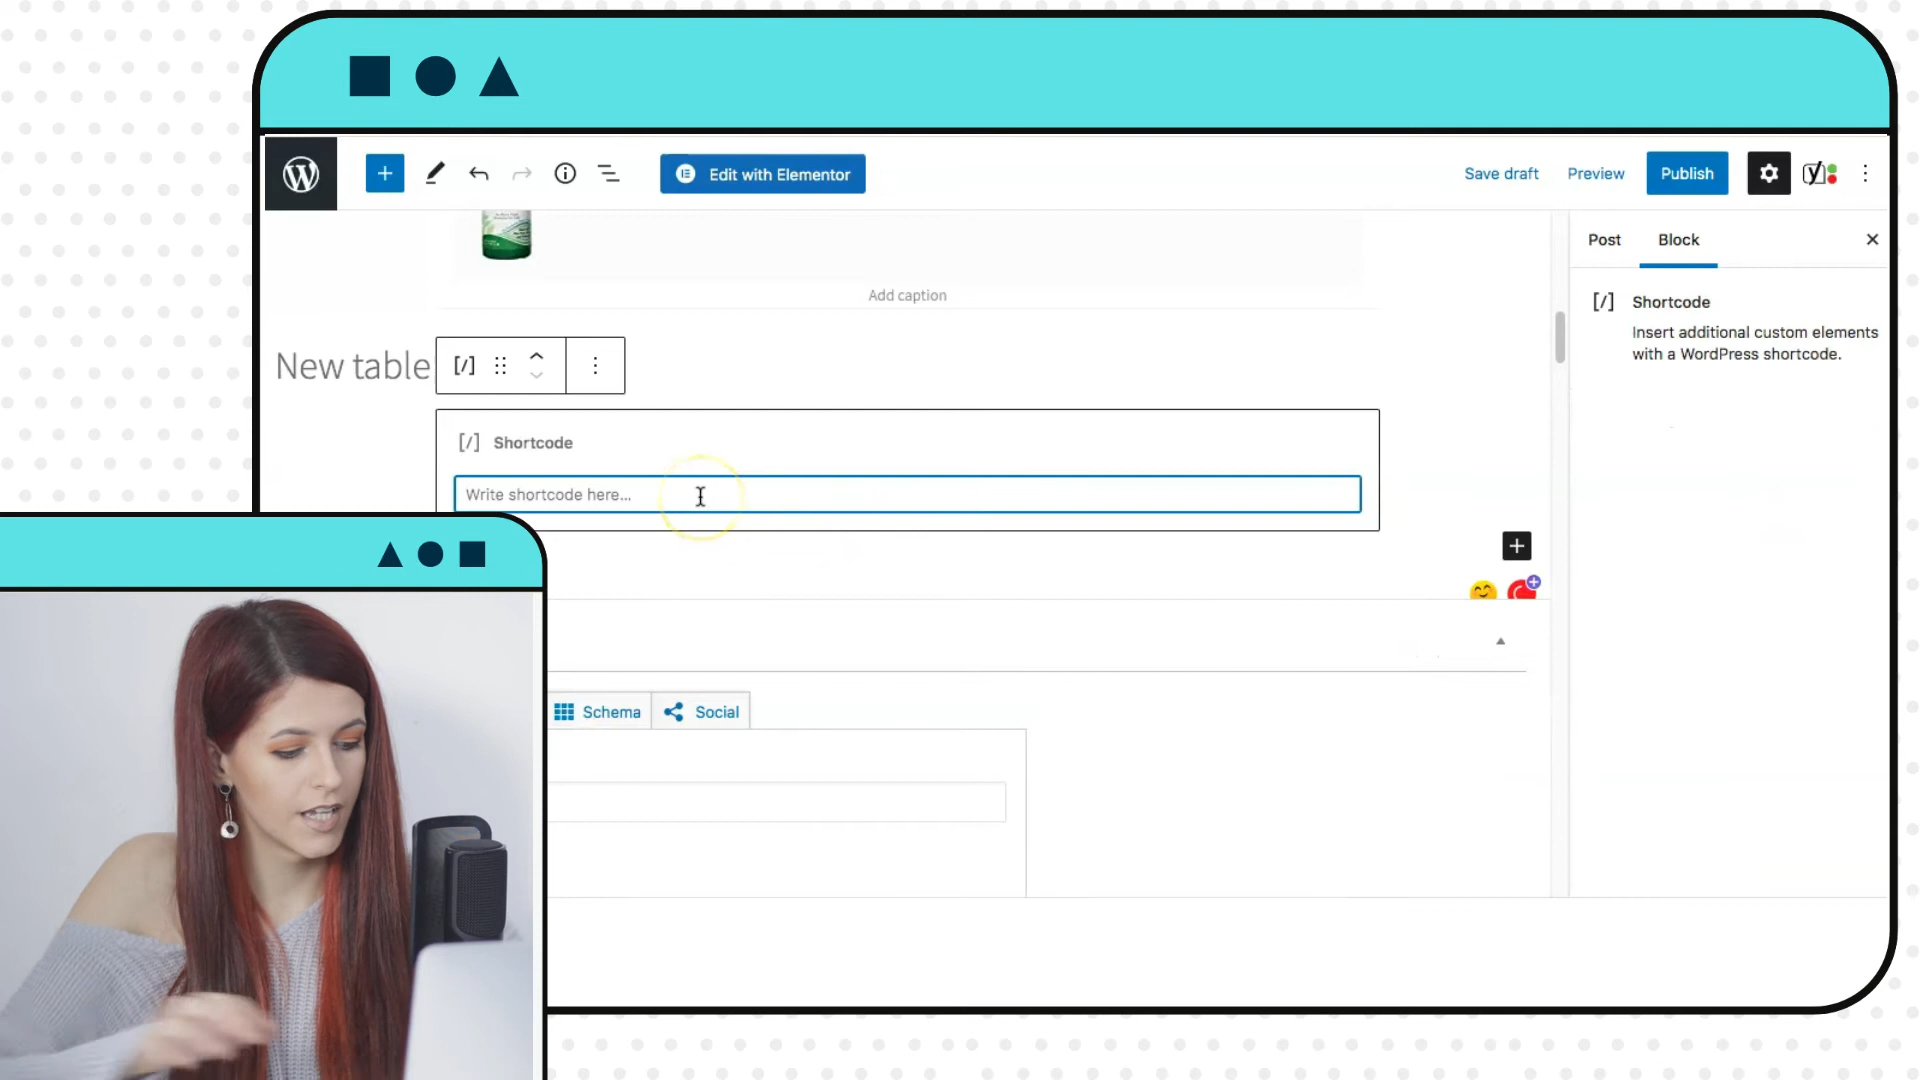 Edit with Elementor
Save draft
Preview
Publish
Post
Block
Add caption
Shortcode
Insert additional custom elements
with a WordPress shortcode.
New table
Shortcode
Write shortcode here...
Schema
Social